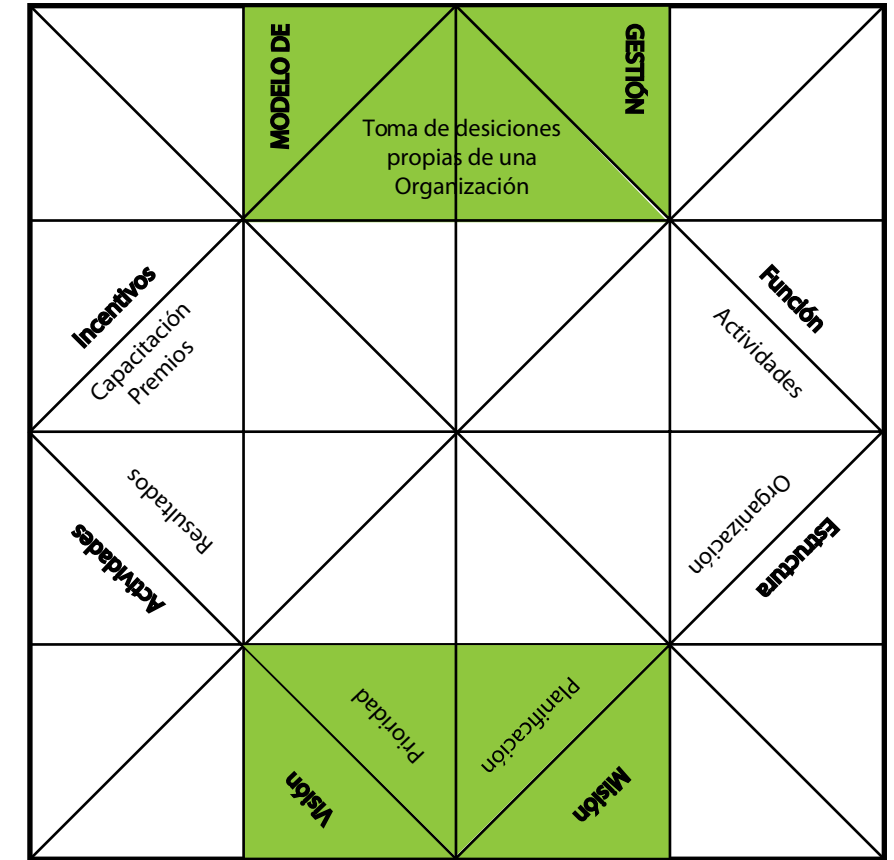 MODELO DE
GESTIÓN
Toma de desiciones
propias de una
Organización
Incentivos
Capacitación
Premios
Función
Actividades
Resultados
Actividades
Organización
Estructura
Prioridad
Visión
Planificación
Misión